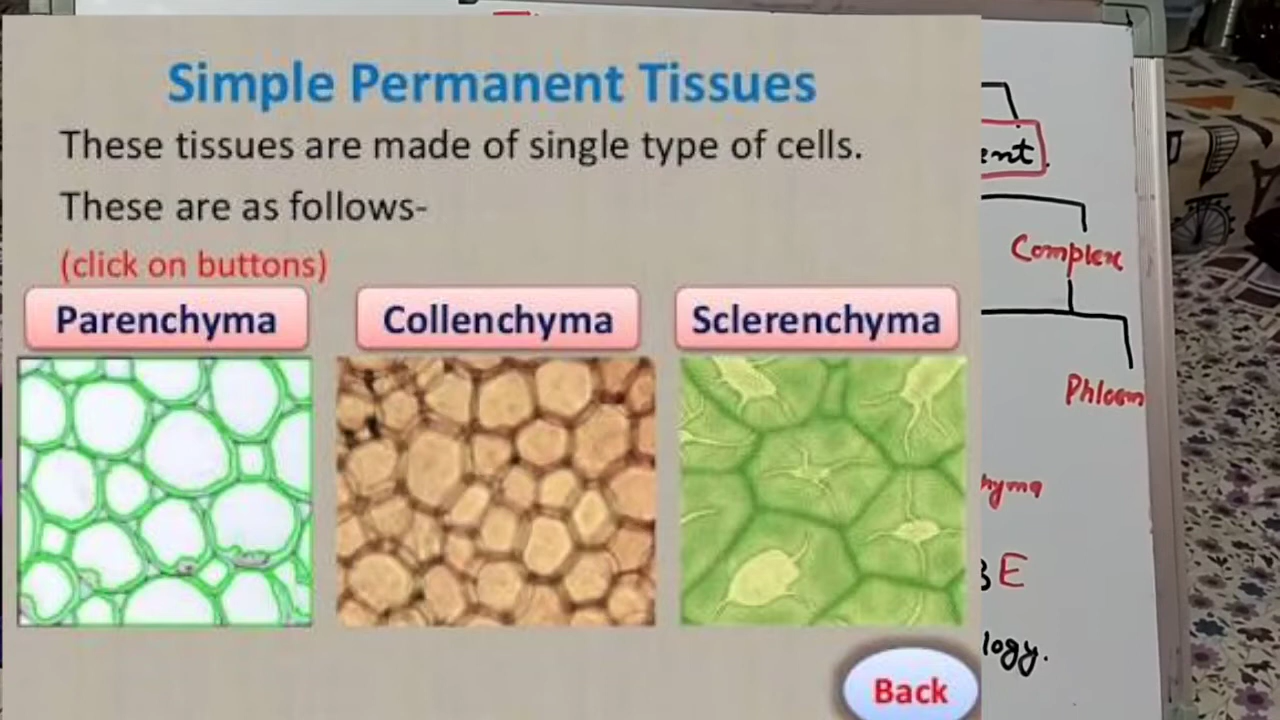 Simple Permanent Tissues
These tissues are made of single type of cells.
These are as follows-
(click on buttons)
Parenchyma Collenchyma Sclerenchyma
Back
Complex
Phloem
E